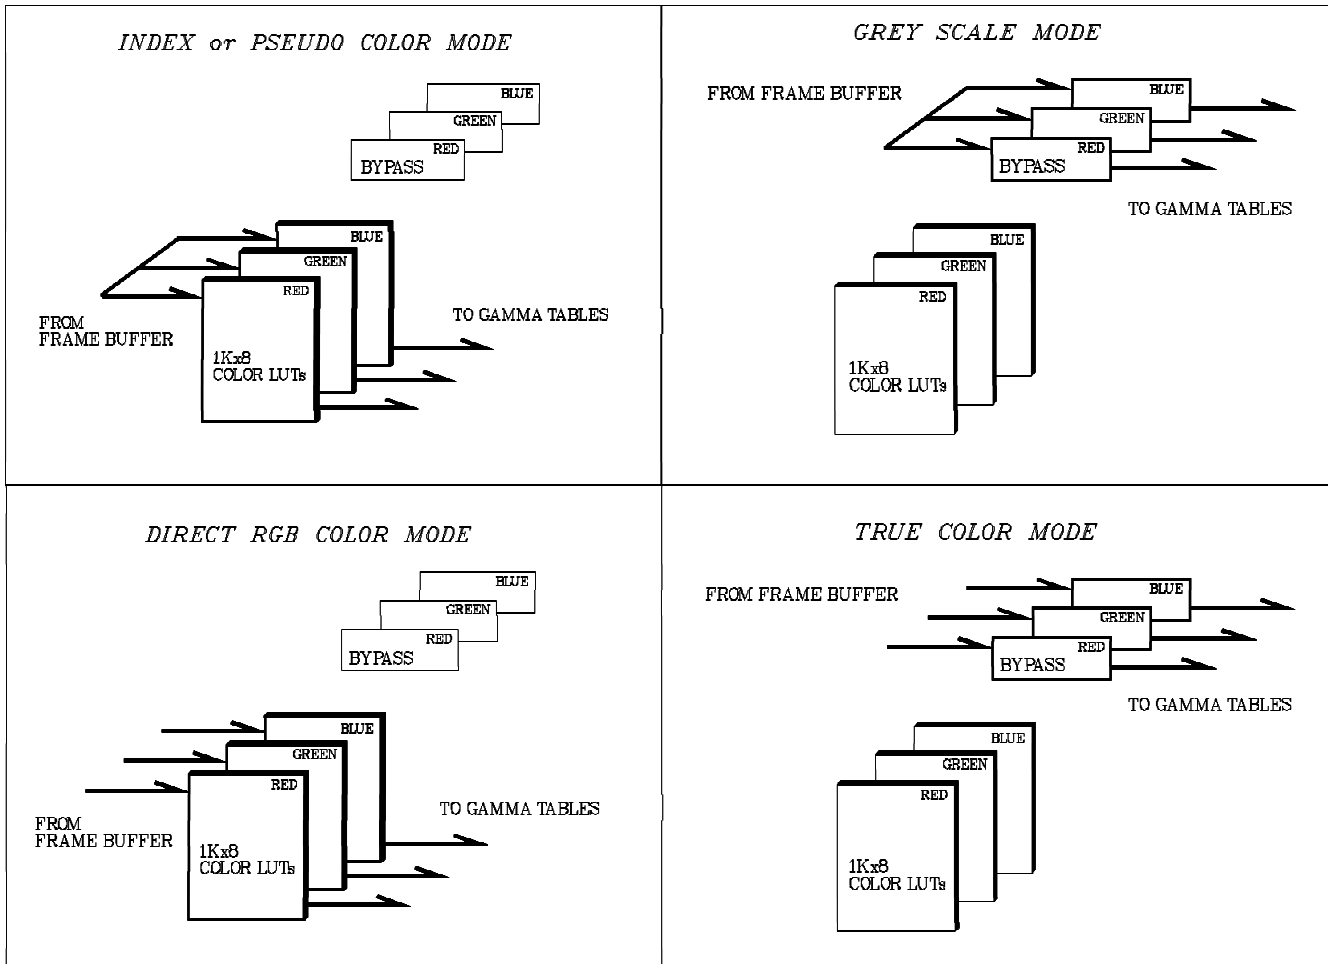 INDEX or PSEUDO COLOR MODE
BLUE
GREEN
RED
BYPASS
BLUE
GREEN
RED
FROM
FRAME BUFFER
TO GAMMA TABLES
1Kx8
COLOR LUTs
GREY SCALE MODE
FROM FRAME BUFFER
BLUE
GREEN
RED
BYPASS
TO GAMMA TABLES
BLUE
GREEN
RED
1Kx8
COLOR LUTs
DIRECT RGB COLOR MODE
BLUE
GREEN
RED
BYPASS
BLUE
GREEN
RED
FROM
FRAME BUFFER
TO GAMMA TABLES
1Kx8
COLOR LUTs
TRUE COLOR MODE
FROM FRAME BUFFER
BLUE
GREEN
RED
BYPASS
TO GAMMA TABLES
BLUE
GREEN
RED
1Kx8
COLOR LUTs